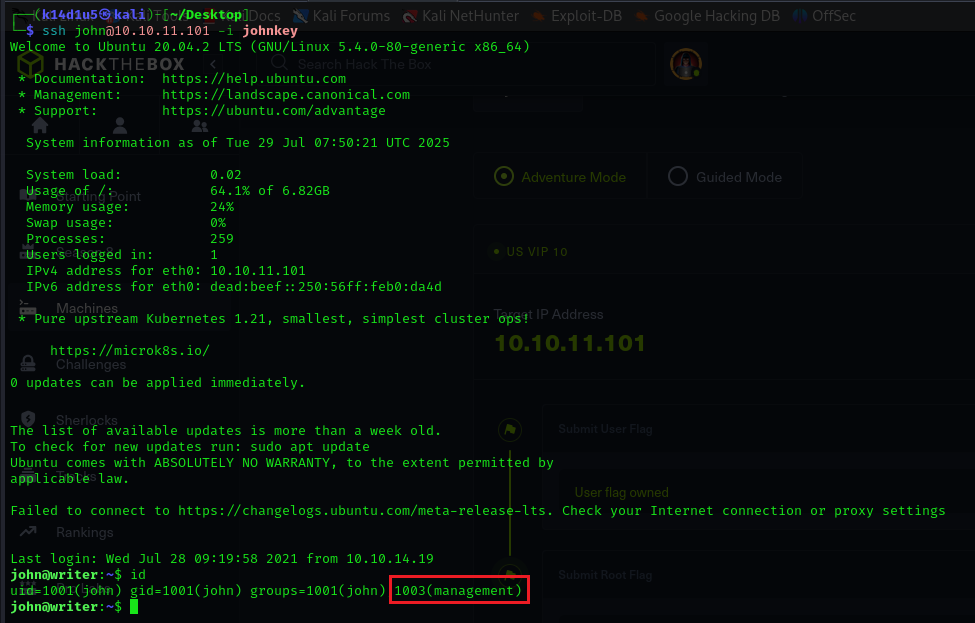 Docs Kali Forums Kali NetHunter Exploit-DB Google Hacking DB OffSec
(k14d1u5㉿kali)-[~/Desktop]
$ ssh john@10.10.11.101 -i johnkey
Welcome to Ubuntu 20.04.2 LTS (GNU/Linux 5.4.0-80-generic x86_64)
HACKTHEBOX Search Hack The Box
* Documentation: https://help.ubuntu.com
* Management: https://landscape.canonical.com
* Support: https://ubuntu.com/advantage
System information as of Tue 29 Jul 07:50:21 UTC 2025
System load: 0.02
Adventure Mode Guided Mode
Usage of /: 64.1% of 6.82GB
Starting Point
Memory usage: 24%
Swap usage: 0%
Processes: 259
Users logged in: 1
US VIP 10
IPv4 address for eth0: 10.10.11.101
IPv6 address for eth0: dead:beef::250:56ff:feb0:da4d
Machines
Target IP Address
* Pure upstream Kubernetes 1.21, smallest, simplest cluster ops!
10.10.11.101
https://microk8s.io/
Challenges
0 updates can be applied immediately.
Sherlocks
Submit User Flag
The list of available updates is more than a week old.
To check for new updates run: sudo apt update
Ubuntu comes with ABSOLUTELY NO WARRANTY, to the extent permitted by
applicable law.
User flag owned
Failed to connect to https://changelogs.ubuntu.com/meta-release-lts. Check your Internet connection or proxy settings
Rankings
Last login: Wed Jul 28 09:19:58 2021 from 10.10.14.19
john@writer:~$ id
Submit Root Flag
uid=1001(john) gid=1001(john) groups=1001(john) 1003(management)
john@writer:~$